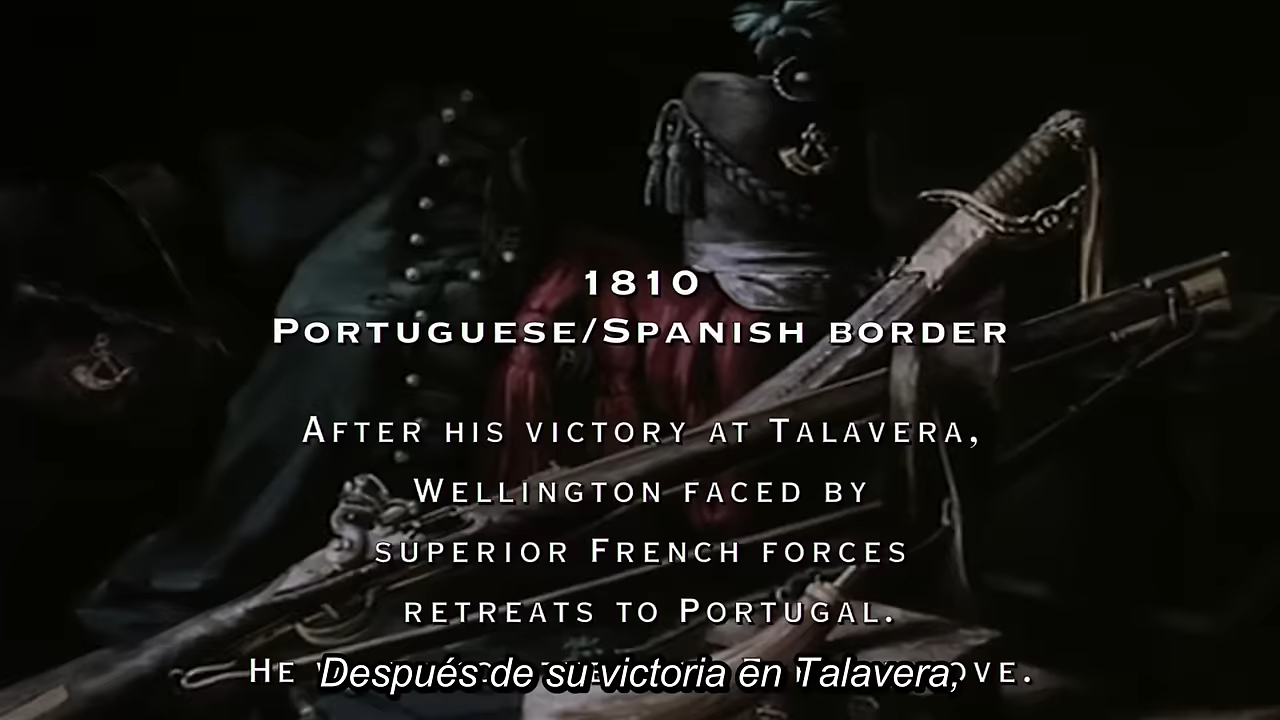 1810
Portuguese/Spanish border
After his victory at Talavera,
Wellington faced by
superior French forces
retreats to Portugal.
He
Después de su victoria en Talavera,